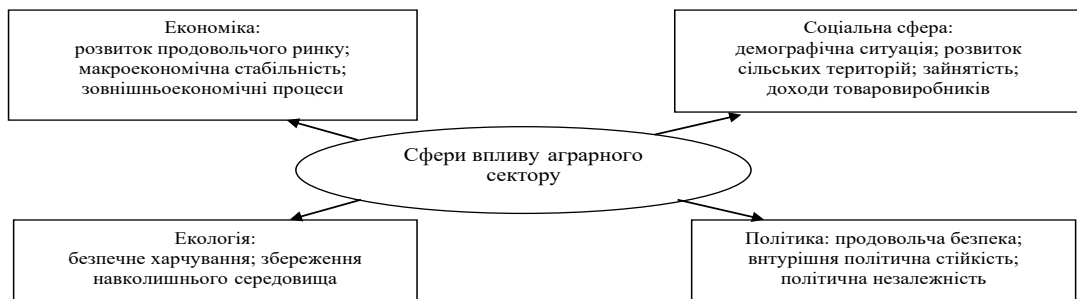 Економіка:
розвиток продовольчого ринку;
макроекономічна стабільність;
зовнішньоекономічні процеси
Соціальна сфера:
демографічна ситуація; розвиток
сільських територій; зайнятість;
доходи товаровиробників
Сфери впливу аграрного
сектору
Екологія:
безпечне харчування; збереження
навколишнього середовища
Політика: продовольча безпека;
внтурішня політична стійкість;
політична незалежність